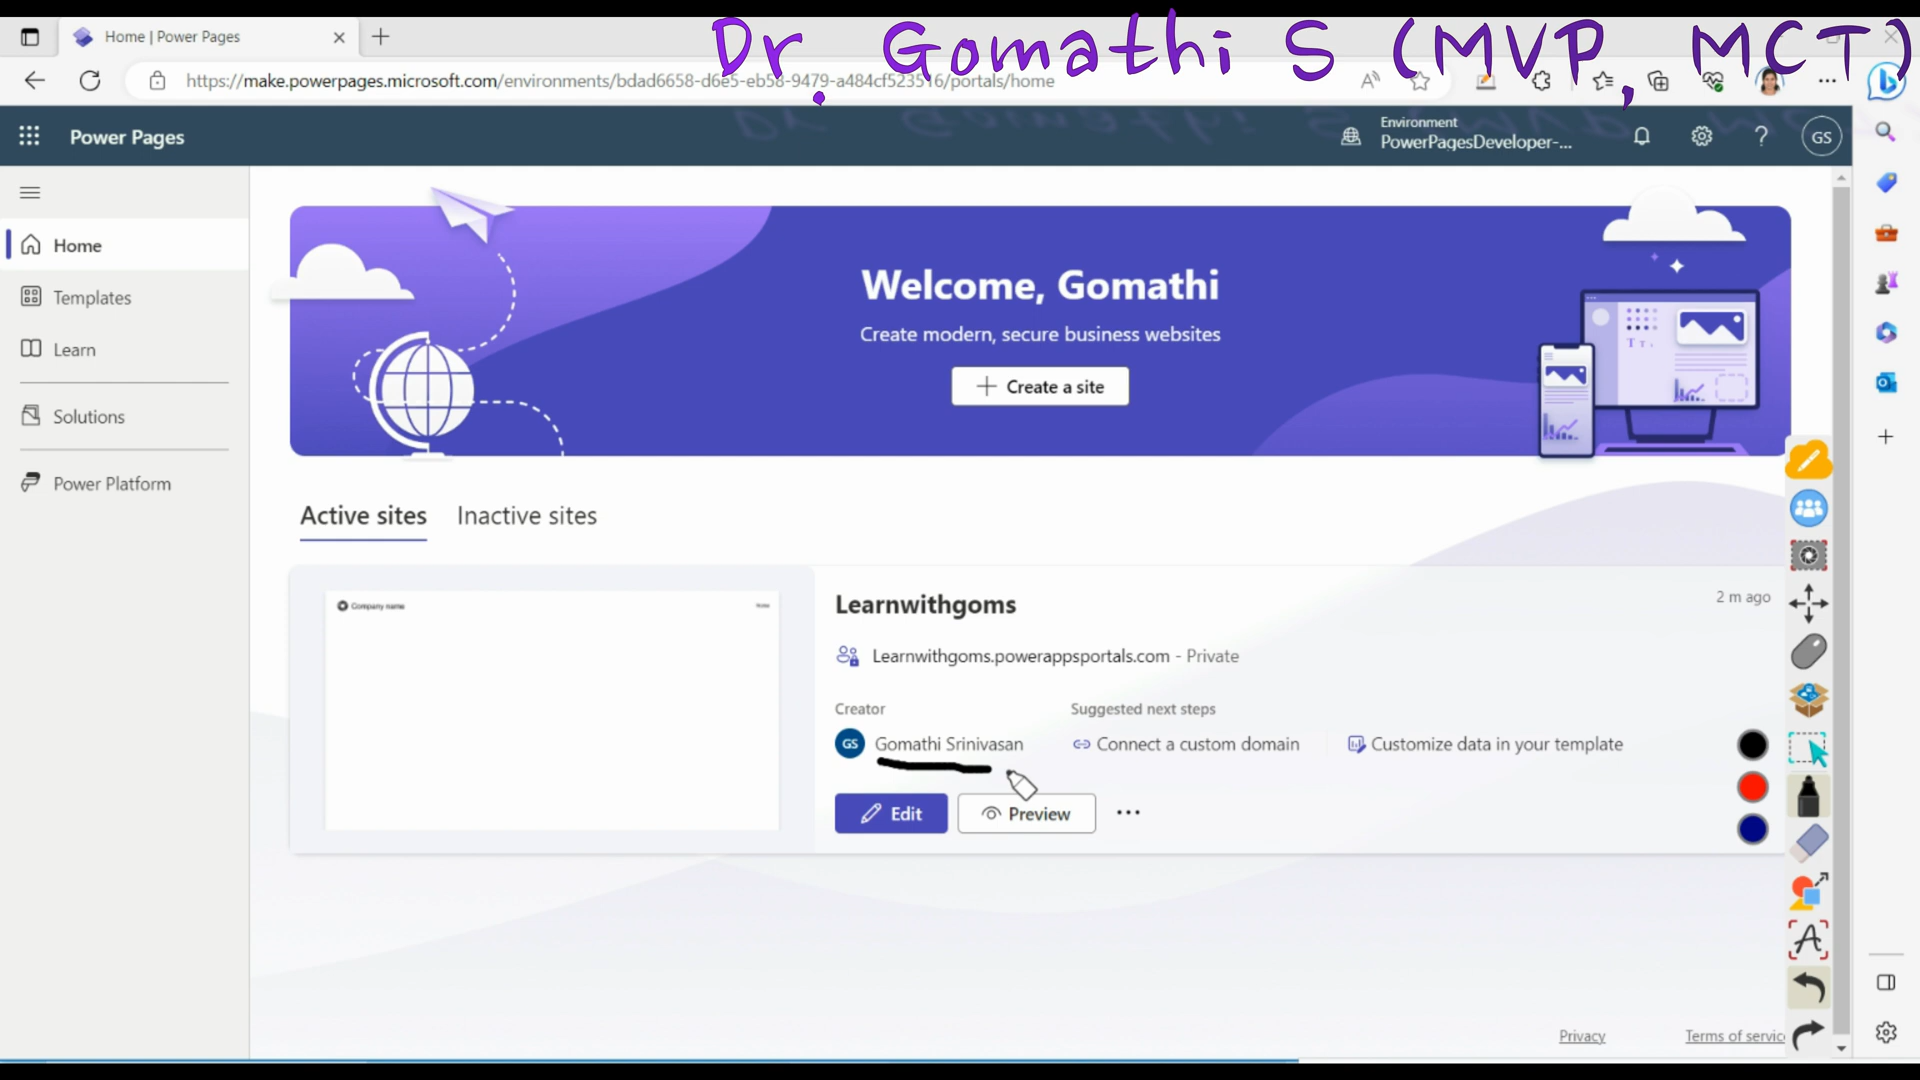 Dr. Gomathi S (MVP, MCT)
Home | Power Pages
https://make.powerpages.microsoft.com/environments/bdad6658-d6e5-eb58-9479-a484cf523516/portals/home
Power Pages
Environment
PowerPagesDeveloper-...
GS
Home
Templates
Learn
Solutions
Power Platform
Welcome, Gomathi
Create modern, secure business websites
Create a site
Active sites
Inactive sites
Company name
Learnwithgoms
2 m ago
Learnwithgoms.powerappsportals.com - Private
Creator
Suggested next steps
GS
Gomathi Srinivasan
Connect a custom domain
Customize data in your template
Edit
Preview
Privacy
Terms of servic